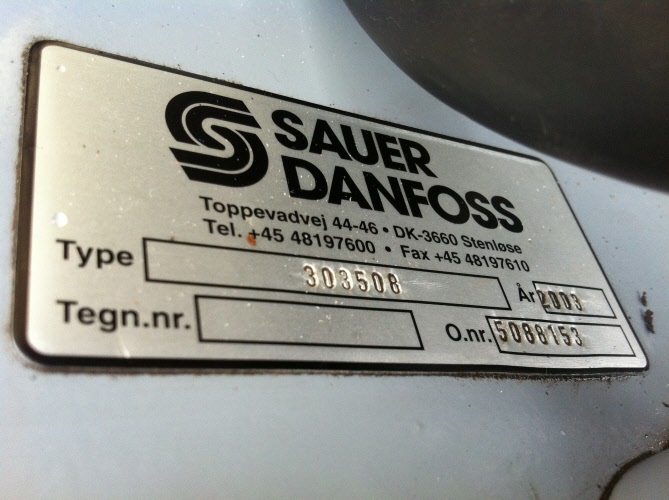 SAUER
DANFOSS
Toppevadvej 44-46 • DK-3660 Stenløse
Tel. +45 48197600 • Fax +45 48197610
Type 303508 År 2003
Tegn.nr. O.nr. 5088153